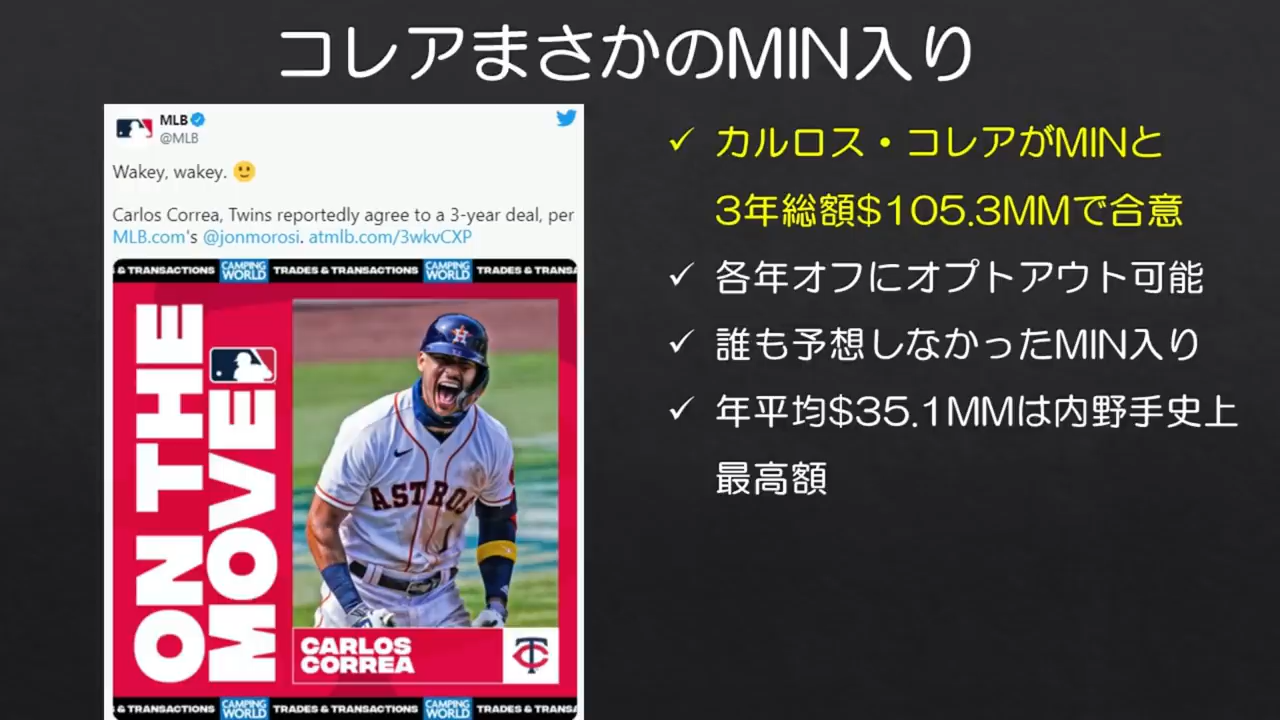 コレアまさかのMIN入り
MLB
@MLB
Wakey, wakey. 🙂
Carlos Correa, Twins reportedly agree to a 3-year deal, per
MLB.com's @jonmorosi. atmlb.com/3wkvCXP
& TRANSACTIONS CAMPING WORLD TRADES & TRANSACTIONS CAMPING WORLD TRADES & TRANSA
ON THE
MOVE
ASTROS
CARLOS
CORREA
TC
& TRANSACTIONS CAMPING WORLD TRADES & TRANSACTIONS CAMPING WORLD TRADES & TRANSA
✓ カルロス・コレアがMINと
3年総額$105.3MMで合意
✓ 各年オフにオプトアウト可能
✓ 誰も予想しなかったMIN入り
✓ 年平均$35.1MMは内野手史上
最高額